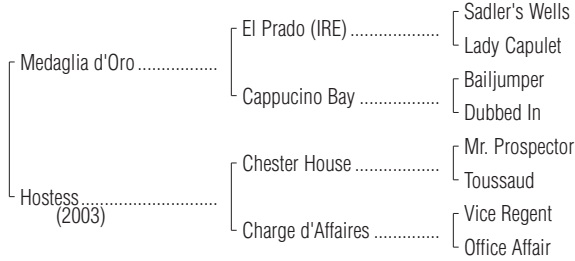 Sadler's Wells
El Prado (IRE) ....................
Lady Capulet
Medaglia d'Oro .................
Bailjumper
Cappucino Bay ..................
Dubbed In
Mr. Prospector
Chester House ...................
Toussaud
Hostess .............................
(2003)
Vice Regent
Charge d'Affaires ..............
Office Affair